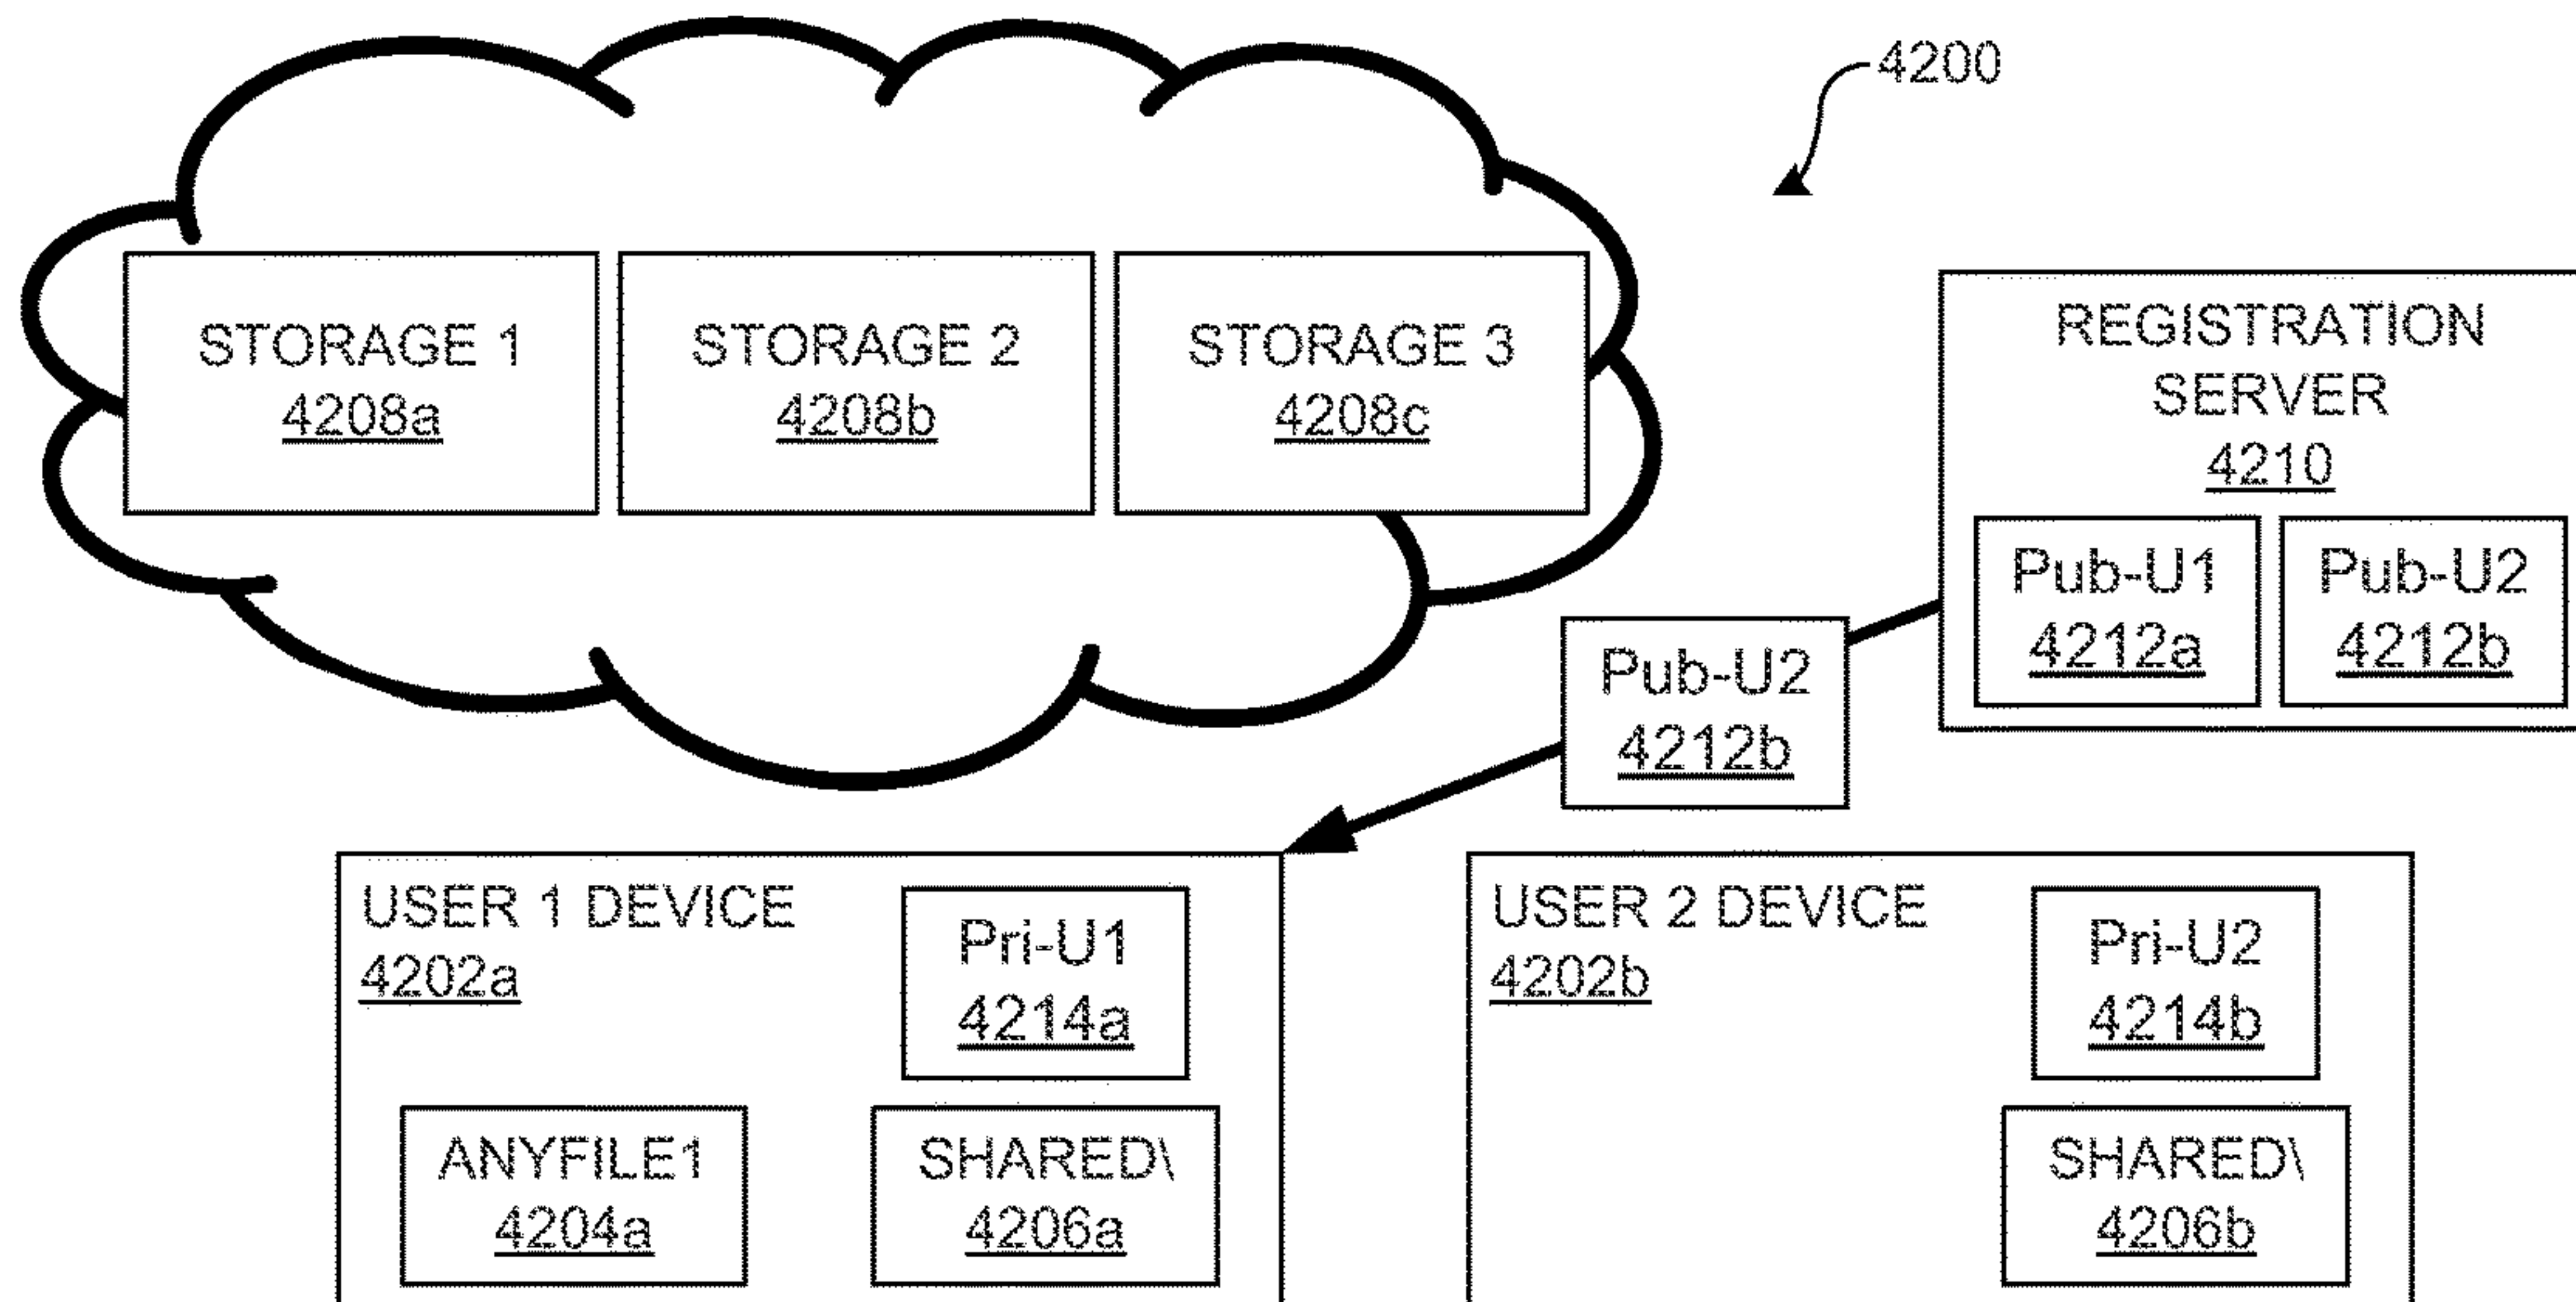 4200
STORAGE 1
4208a
STORAGE 2
4208b
STORAGE 3
4208c
REGISTRATION
SERVER
4210
Pub-U1
4212a
Pub-U2
4212b
Pub-U2
4212b
USER 1 DEVICE
4202a
Pri-U1
4214a
ANYFILE1
4204a
SHARED\
4206a
USER 2 DEVICE
4202b
Pri-U2
4214b
SHARED\
4206b